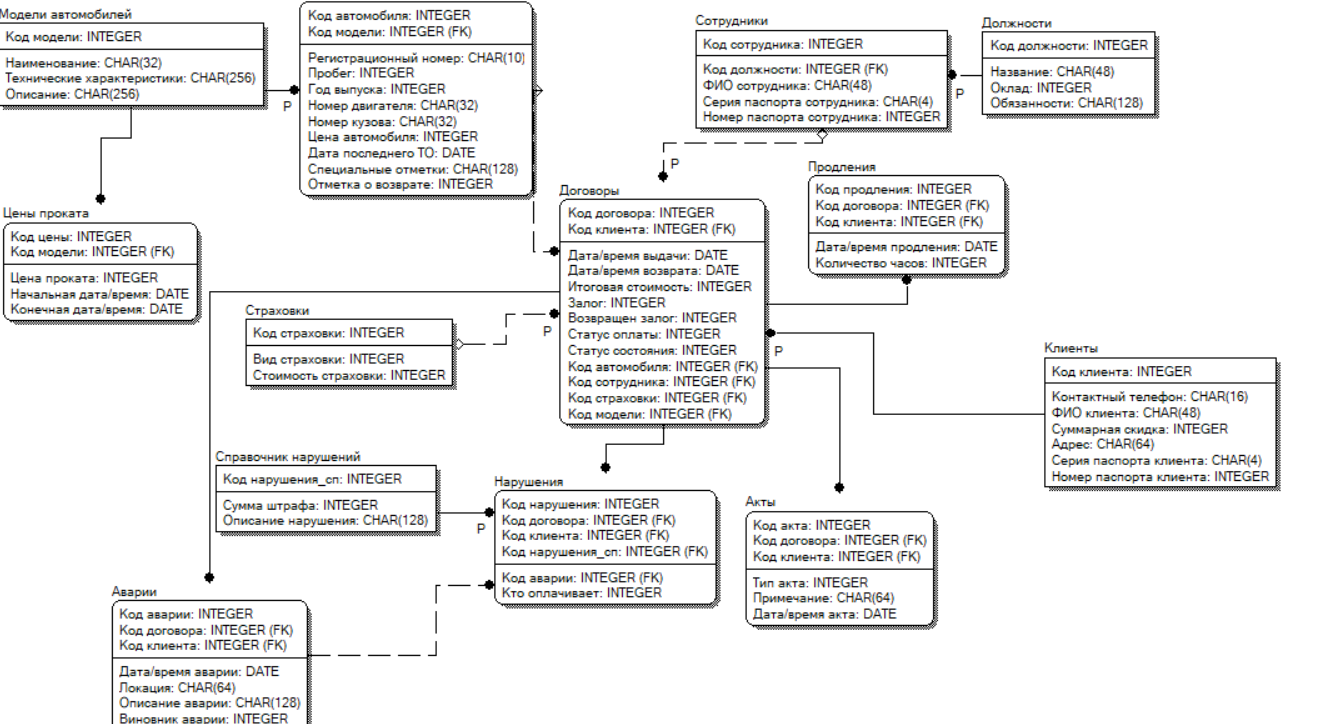 Модели автомобилей
Код модели: INTEGER
Наименование: CHAR(32)
Технические характеристики: CHAR(256)
Описание: CHAR(256)
P
Код автомобиля: INTEGER
Код модели: INTEGER (FK)
Регистрационный номер: CHAR(10)
Пробег: INTEGER
Год выпуска: INTEGER
Номер двигателя: CHAR(32)
Номер кузова: CHAR(32)
Цена автомобиля: INTEGER
Дата последнего ТО: DATE
Специальные отметки: CHAR(128)
Отметка о возврате: INTEGER
Сотрудники
Код сотрудника: INTEGER
Код должности: INTEGER (FK)
ФИО сотрудника: CHAR(48)
Серия паспорта сотрудника: CHAR(4)
Номер паспорта сотрудника: INTEGER
P
Должности
Код должности: INTEGER
Название: CHAR(48)
Оклад: INTEGER
Обязанности: CHAR(128)
P
Цены проката
Код цены: INTEGER
Код модели: INTEGER (FK)
Цена проката: INTEGER
Начальная дата/время: DATE
Конечная дата/время: DATE
Договоры
Код договора: INTEGER
Код клиента: INTEGER (FK)
Дата/время выдачи: DATE
Дата/время возврата: DATE
Итоговая стоимость: INTEGER
Залог: INTEGER
Возвращен залог: INTEGER
Статус оплаты: INTEGER
Статус состояния: INTEGER
Код автомобиля: INTEGER (FK)
Код сотрудника: INTEGER (FK)
Код страховки: INTEGER (FK)
Код модели: INTEGER (FK)
Продления
Код продления: INTEGER
Код договора: INTEGER (FK)
Код клиента: INTEGER (FK)
Дата/время продления: DATE
Количество часов: INTEGER
Страховки
Код страховки: INTEGER
Вид страховки: INTEGER
Стоимость страховки: INTEGER
P
P
Клиенты
Код клиента: INTEGER
Контактный телефон: CHAR(16)
ФИО клиента: CHAR(48)
Суммарная скидка: INTEGER
Адрес: CHAR(64)
Серия паспорта клиента: CHAR(4)
Номер паспорта клиента: INTEGER
Справочник нарушений
Код нарушения_сп: INTEGER
Сумма штрафа: INTEGER
Описание нарушения: CHAR(128)
P
Нарушения
Код нарушения: INTEGER
Код договора: INTEGER (FK)
Код клиента: INTEGER (FK)
Код нарушения_сп: INTEGER (FK)
Код аварии: INTEGER (FK)
Кто оплачивает: INTEGER
Акты
Код акта: INTEGER
Код договора: INTEGER (FK)
Код клиента: INTEGER (FK)
Тип акта: INTEGER
Примечание: CHAR(64)
Дата/время акта: DATE
Аварии
Код аварии: INTEGER
Код договора: INTEGER (FK)
Код клиента: INTEGER (FK)
Дата/время аварии: DATE
Локация: CHAR(64)
Описание аварии: CHAR(128)
Виновник аварии: INTEGER